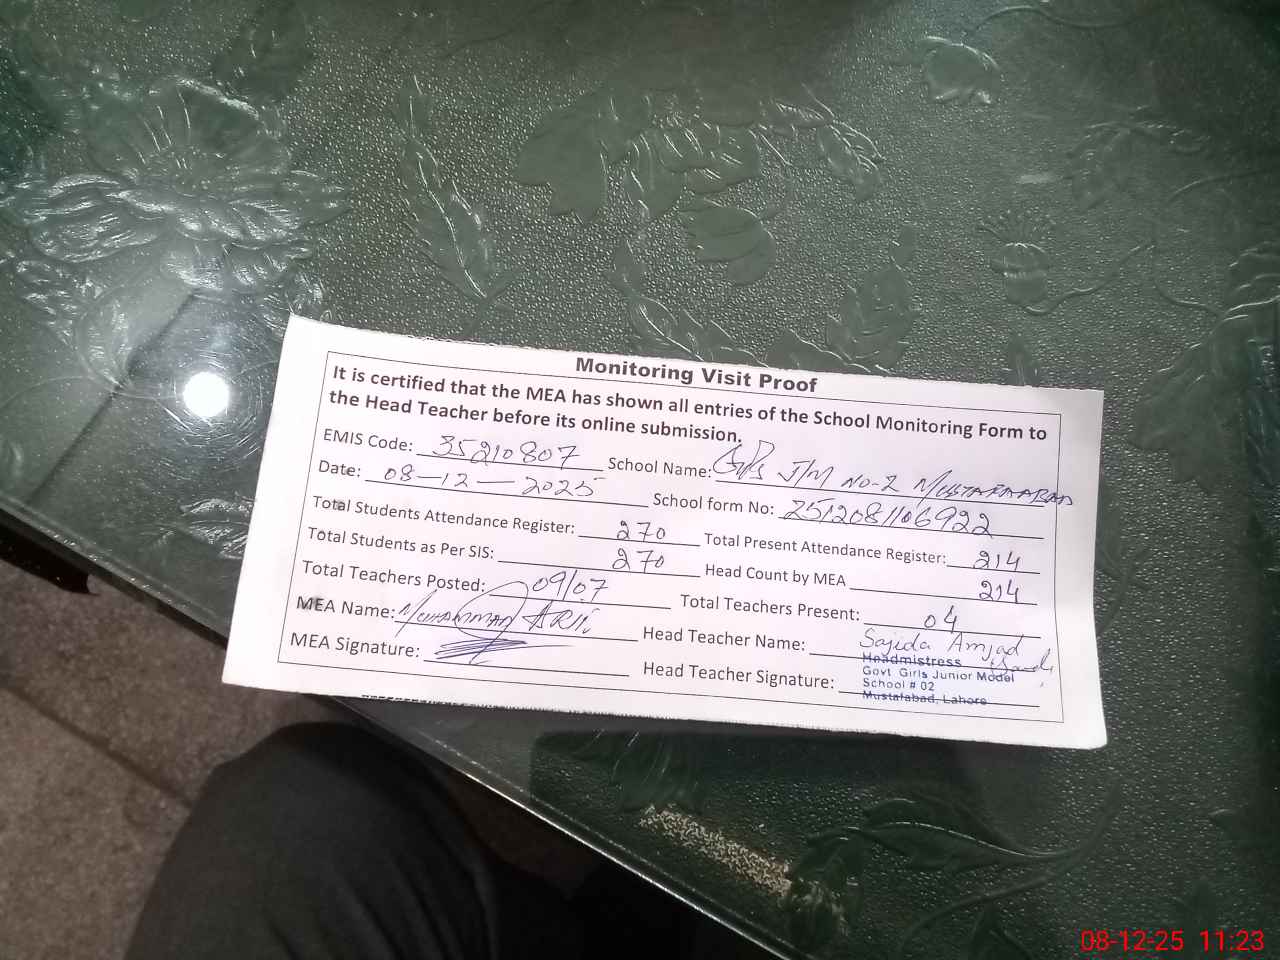 Monitoring Visit Proof
It is certified that the MEA has shown all entries of the School Monitoring Form to
the Head Teacher before its online submission.
EMIS Code: 35210807 School Name: G/Ps J/M NO-2 MUSTAFAABAD
Date: 08-12-2025 School form No: 2512081106922
Total Students Attendance Register: 270 Total Present Attendance Register: 214
Total Students as Per SIS: 270 Head Count by MEA 214
Total Teachers Posted: 09/07 Total Teachers Present: 04
MEA Name: MUHAMMAD Head Teacher Name: Sajida Amjad
MEA Signature: Head Teacher Signature:
Headmistress
Govt Girls Junior Model
School # 02
Mustafabad, Lahore
08-12-25 11:23